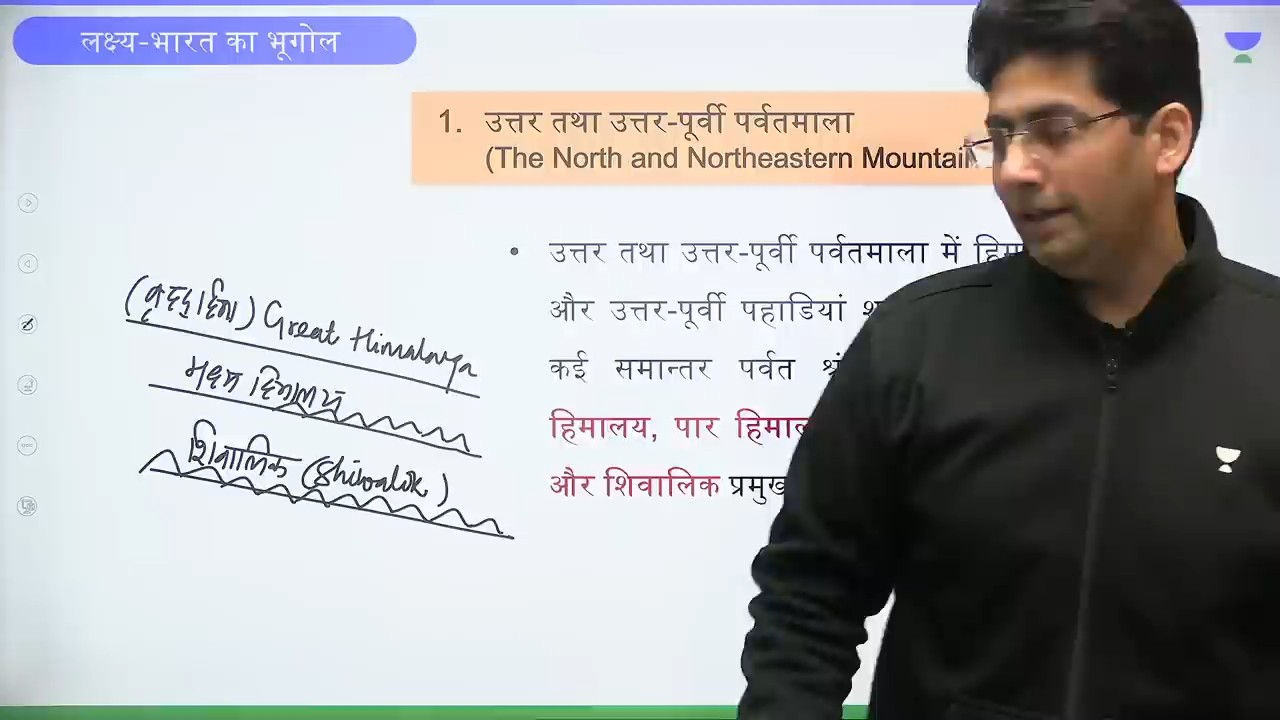 लक्ष्य-भारत का भूगोल
1. उत्तर तथा उत्तर-पूर्वी पर्वतमाला
(The North and Northeastern Mountain
• उत्तर तथा उत्तर-पूर्वी पर्वतमाला में
और उत्तर-पूर्वी पहाडियां
कई समान्तर पर्वत
हिमालय, पार
और शिवालिक प्रमुख
Great Himalaya
मध्य हिमालय
शिवालिक (Shiwalik)